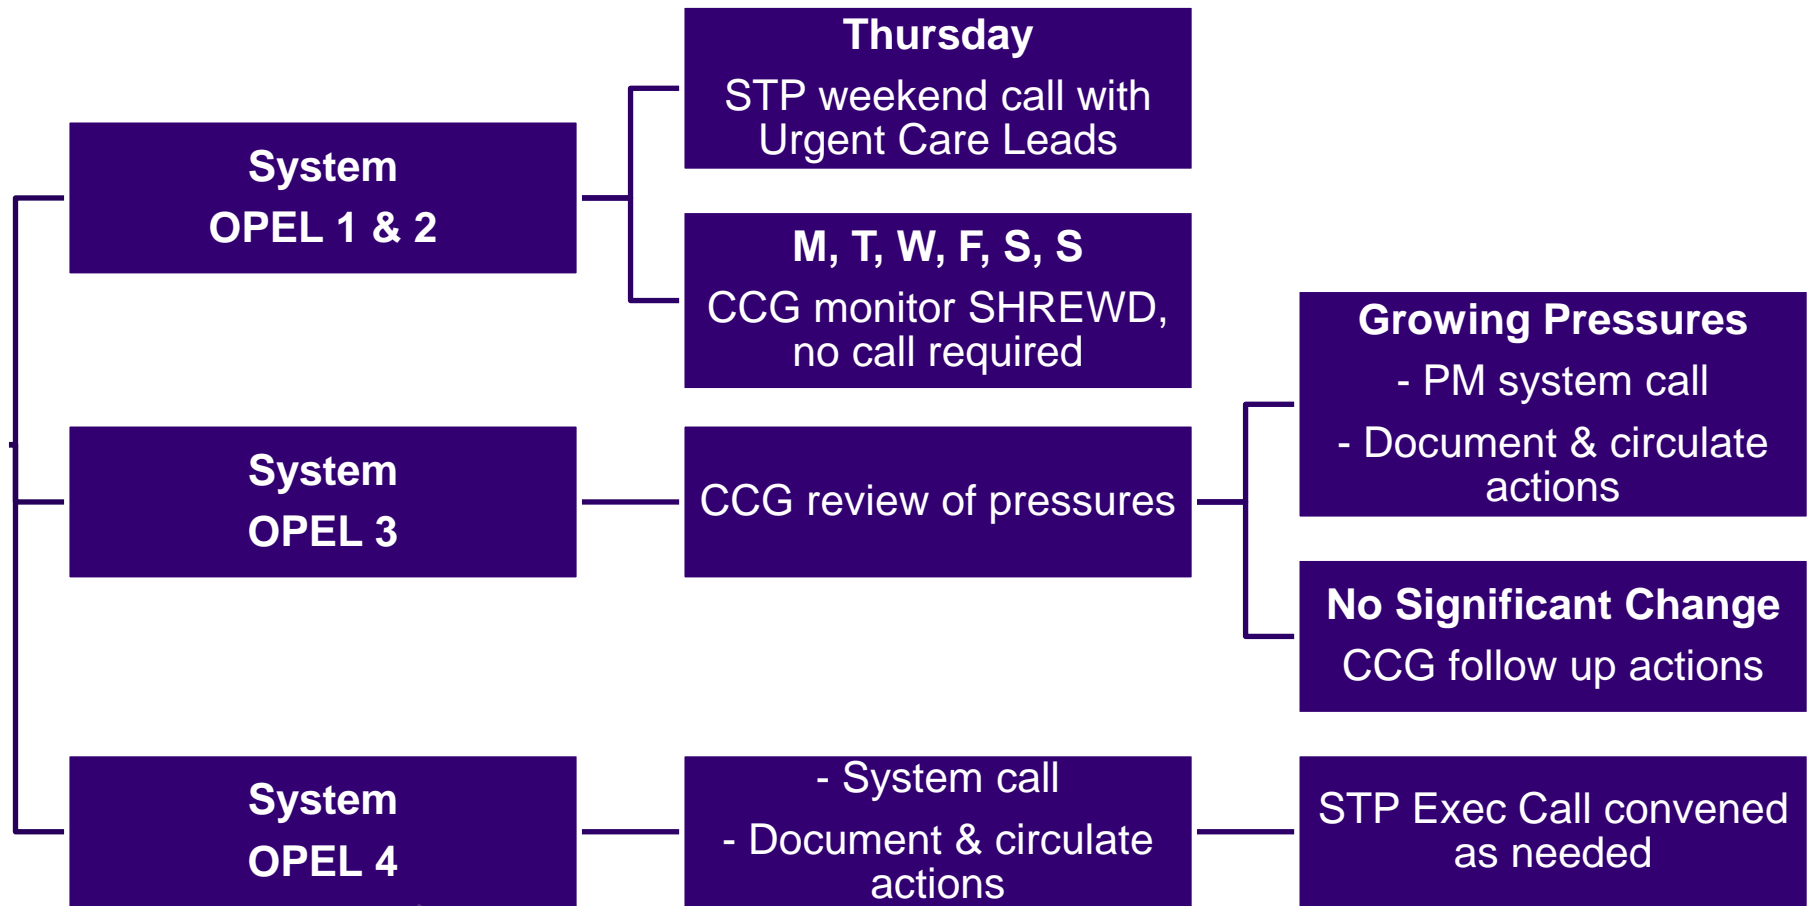 Thursday
STP weekend call with
Urgent Care Leads
System
OPEL 1 & 2
M, T, W, F, S, S
CCG monitor SHREWD,
no call required
Growing Pressures
- PM system call
- Document & circulate
actions
System
OPEL 3
CCG review of pressures
No Significant Change
CCG follow up actions
System
OPEL 4
- System call
- Document & circulate
actions
STP Exec Call convened
as needed